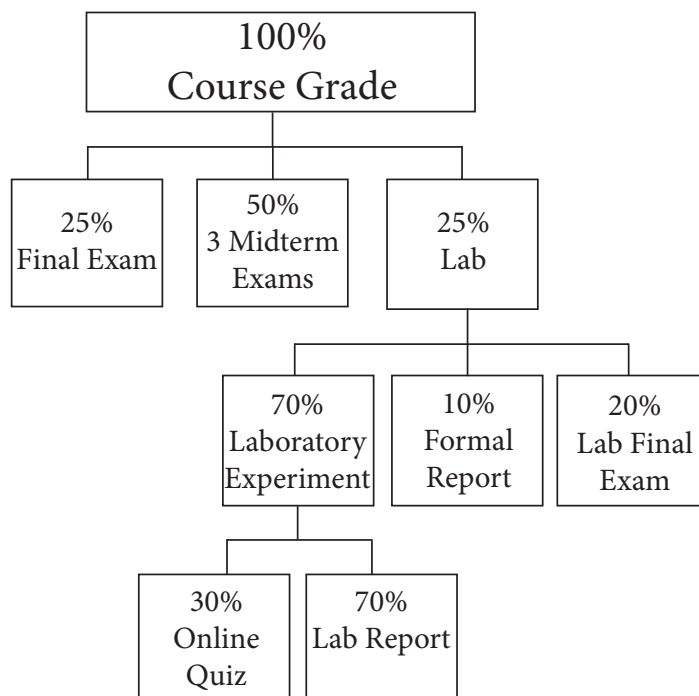 100%
Course Grade
25%
Final Exam
50%
3 Midterm
Exams
25%
Lab
70%
Laboratory
Experiment
10%
Formal
Report
20%
Lab Final
Exam
30%
Online
Quiz
70%
Lab Report